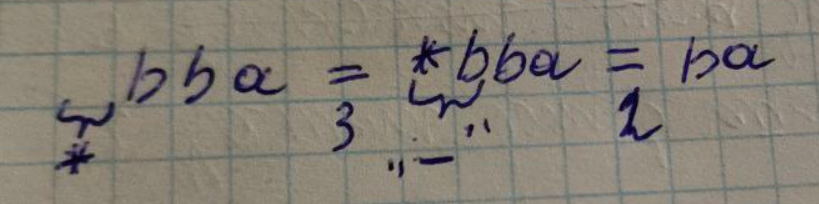 bba = *bba = ba
* 3 „–“ 2